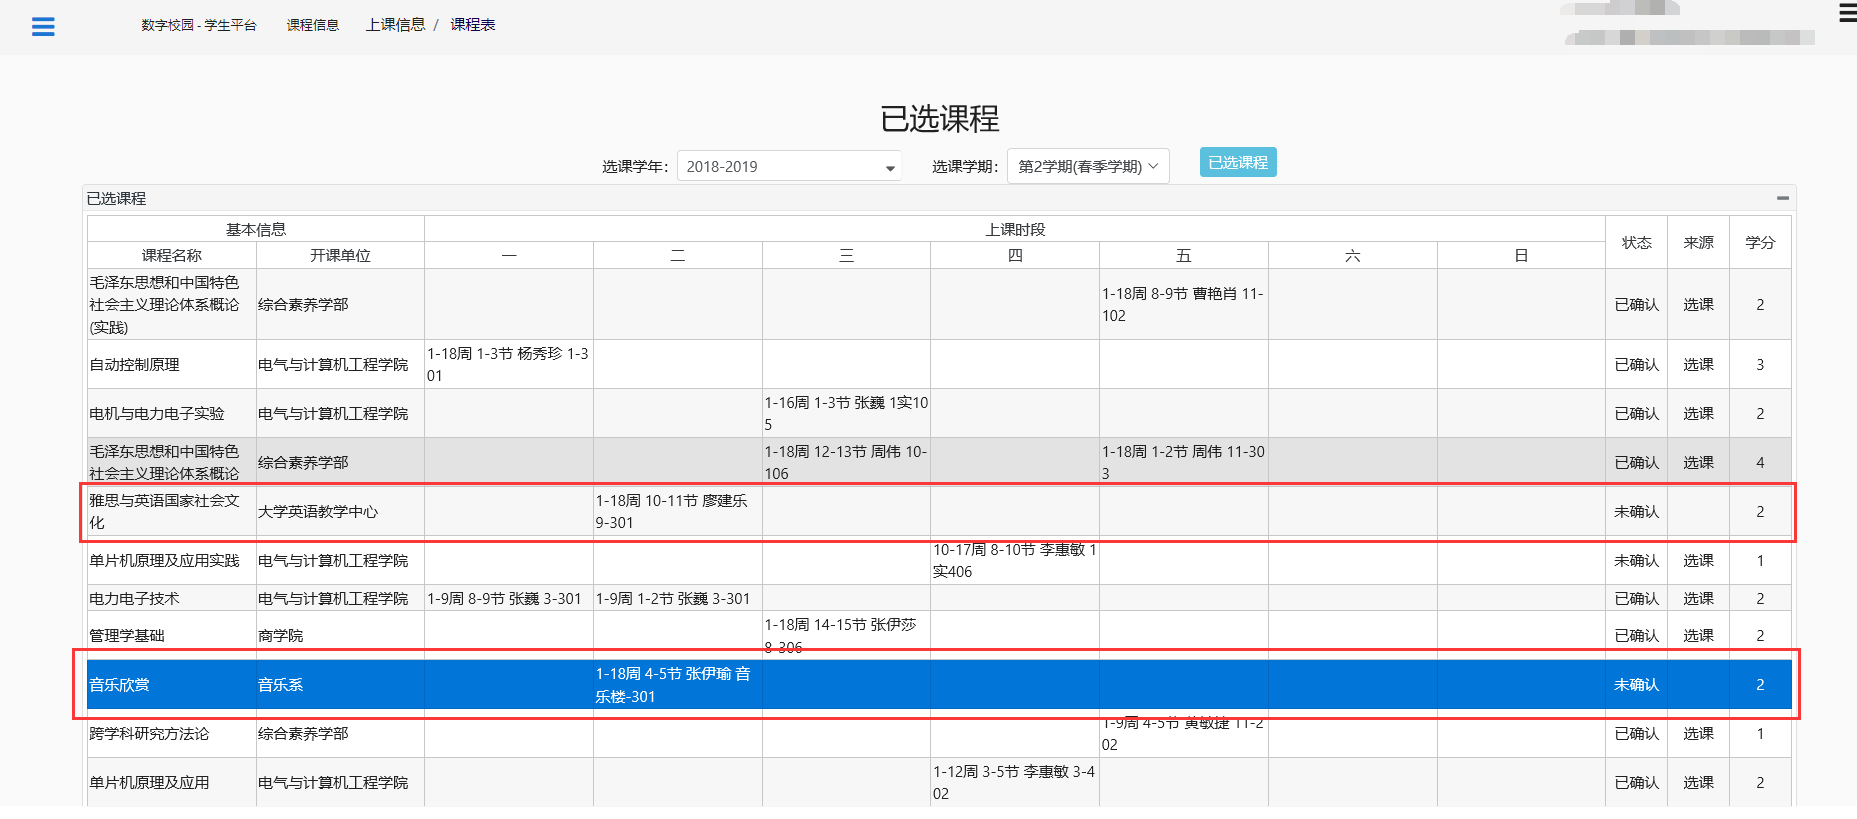 数字校园 - 学生平台 课程信息 上课信息 / 课程表
已选课程
选课学年: 2018-2019 选课学期: 第2学期(春季学期) 已选课程
已选课程
基本信息 上课时段 状态 来源 学分
课程名称 开课单位 一 二 三 四 五 六 日
毛泽东思想和中国特色
社会主义理论体系概论
(实践)
综合素养学部
1-18周 8-9节 曹艳肖 11-
102
已确认 选课 2
自动控制原理 电气与计算机工程学院
1-18周 1-3节 杨秀珍 1-3
01
已确认 选课 3
电机与电力电子实验 电气与计算机工程学院
1-16周 1-3节 张巍 1实10
5
已确认 选课 2
毛泽东思想和中国特色
社会主义理论体系概论
综合素养学部
1-18周 12-13节 周伟 10-
106
1-18周 1-2节 周伟 11-30
3
已确认 选课 4
雅思与英语国家社会文
化
大学英语教学中心
1-18周 10-11节 廖建乐
9-301
未确认 2
单片机原理及应用实践 电气与计算机工程学院
10-17周 8-10节 李惠敏 1
实406
未确认 选课 1
电力电子技术 电气与计算机工程学院 1-9周 8-9节 张巍 3-301 1-9周 1-2节 张巍 3-301 已确认 选课 2
管理学基础 商学院
1-18周 14-15节 张伊莎
8-306
已确认 选课 2
音乐欣赏 音乐系
1-18周 4-5节 张伊瑜 音
乐楼-301
未确认 2
跨学科研究方法论 综合素养学部
1-9周 4-5节 黄敏捷 11-2
02
已确认 选课 1
单片机原理及应用 电气与计算机工程学院
1-12周 3-5节 李惠敏 3-4
02
已确认 选课 2